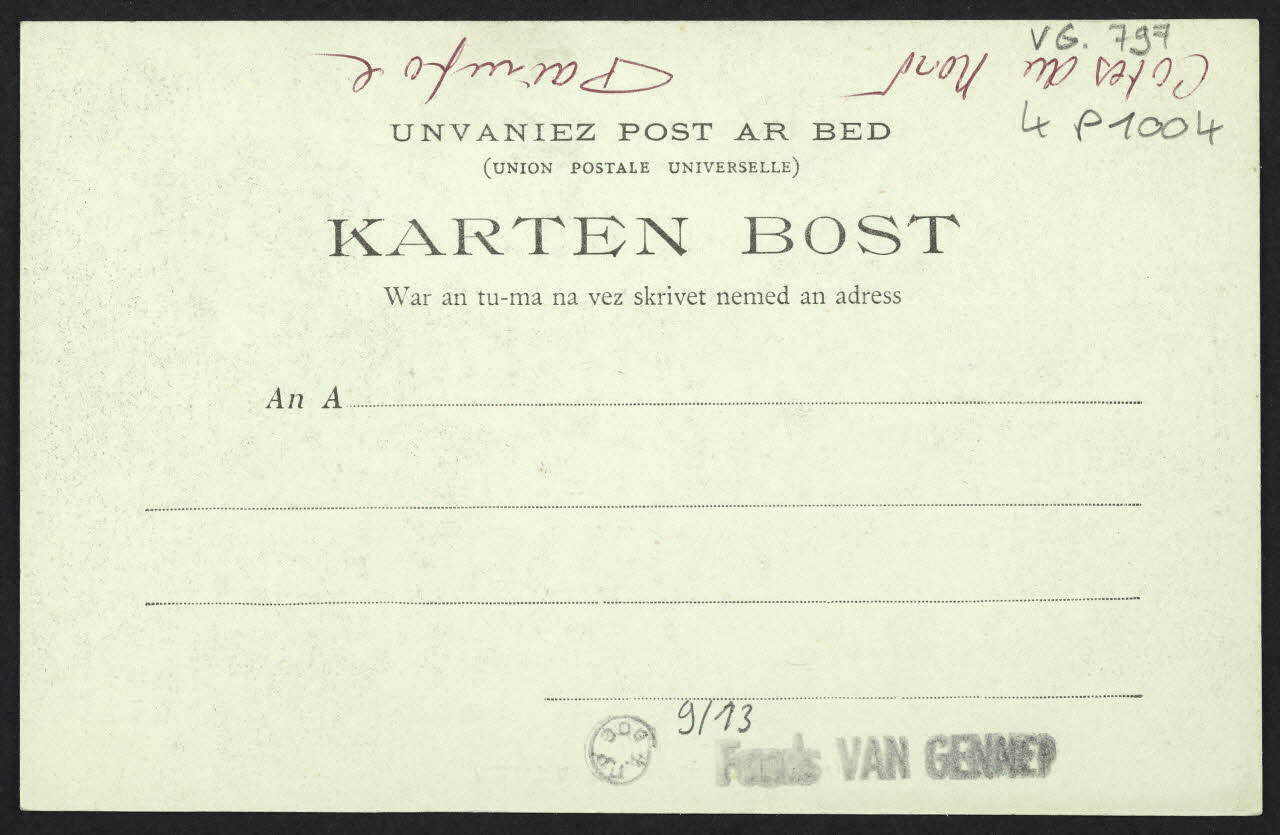 VG. 797
Côtes du Nord Paimpol
4 P 1004
UNVANIEZ POST AR BED
(UNION POSTALE UNIVERSELLE)
KARTEN BOST
War an tu-ma na vez skrivet nemed an adress
An A
9/13
Fonds VAN GENNEP